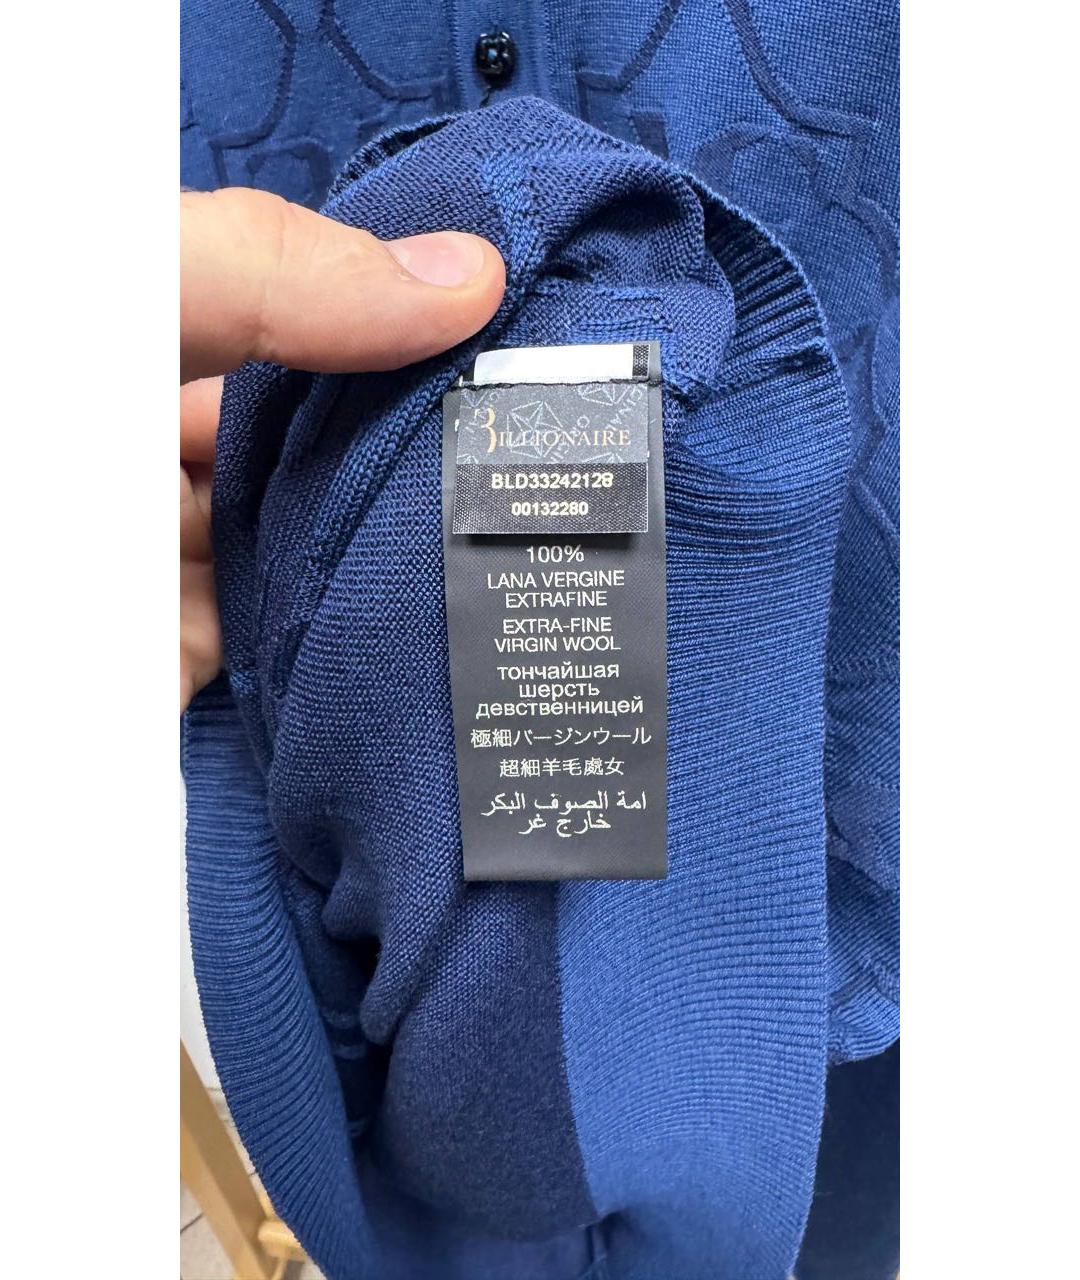 BILLIONAIRE
BLD33242128
00132280
100%
LANA VERGINE
EXTRAFINE
EXTRA-FINE
VIRGIN WOOL
тончайшая
шерсть
девственницей
極細バージンウール
超細羊毛處女
امة الصوف البكر
خارج غر